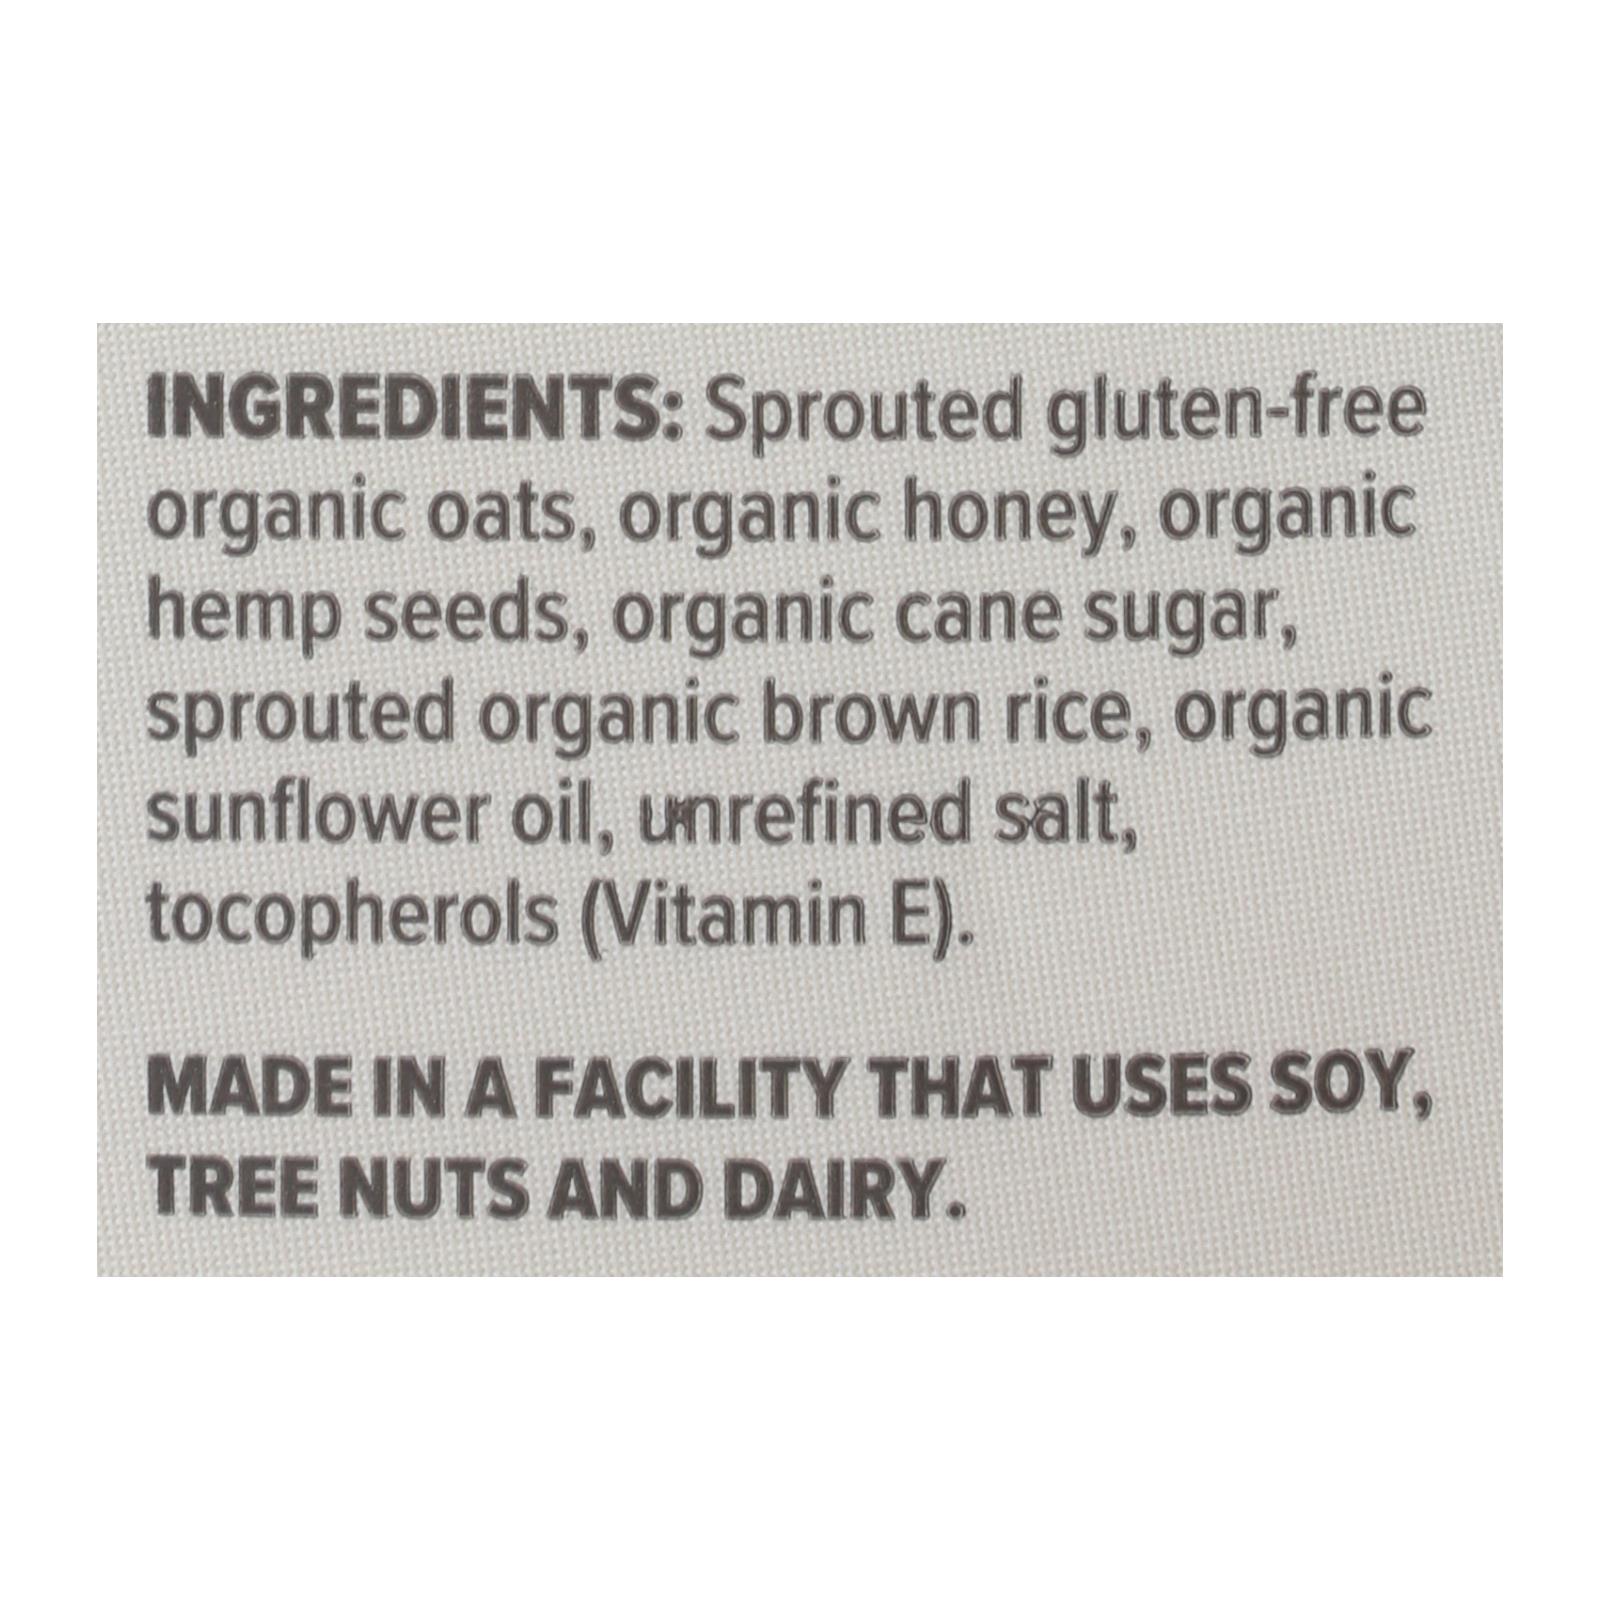 INGREDIENTS: Sprouted gluten-free
organic oats, organic honey, organic
hemp seeds, organic cane sugar,
sprouted organic brown rice, organic
sunflower oil, unrefined salt,
tocopherols (Vitamin E).
MADE IN A FACILITY THAT USES SOY,
TREE NUTS AND DAIRY.